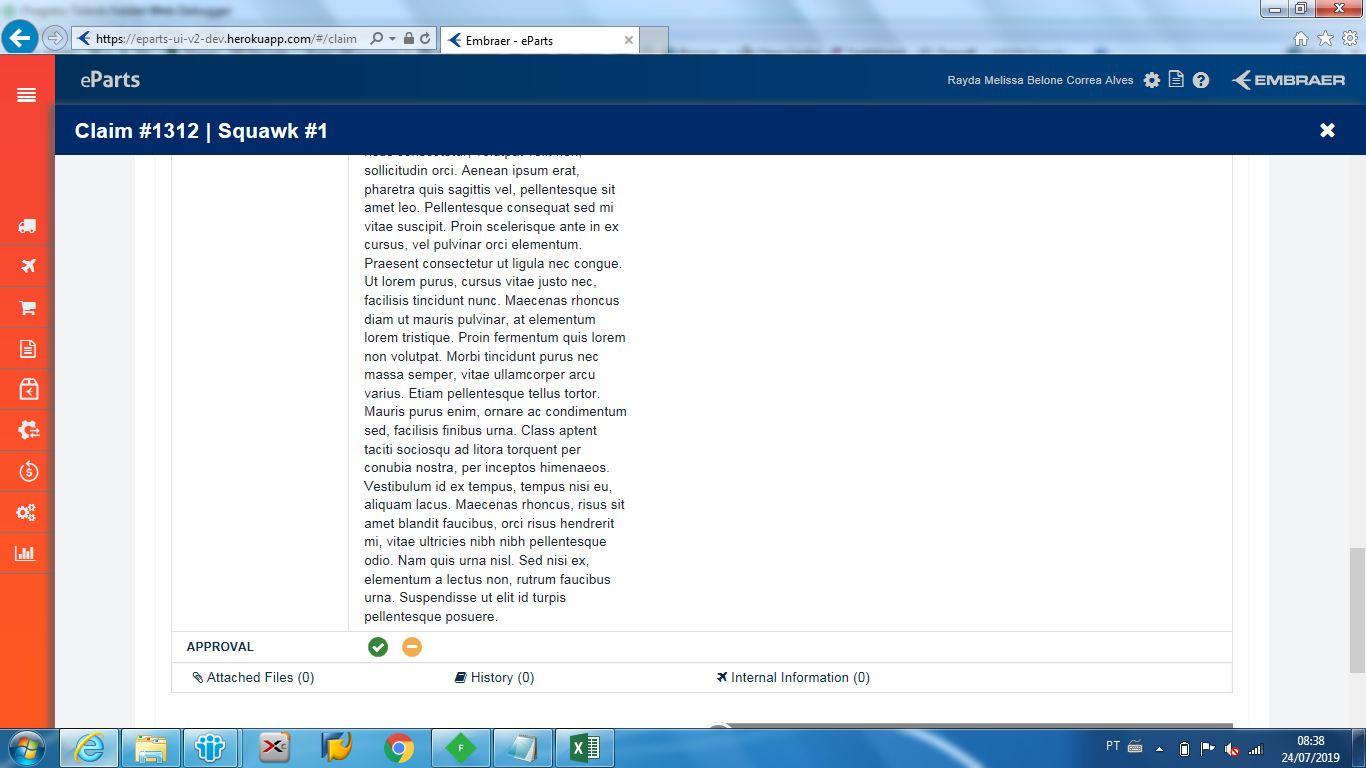 https://eparts-ui-v2-dev.herokuapp.com/#/claim
Embraer - eParts
eParts
Rayda Melissa Belone Correa Alves
EMBRAER
Claim #1312 | Squawk #1
sollicitudin orci. Aenean ipsum erat,
pharetra quis sagittis vel, pellentesque sit
amet leo. Pellentesque consequat sed mi
vitae suscipit. Proin scelerisque ante in ex
cursus, vel pulvinar orci elementum.
Praesent consectetur ut ligula nec congue.
Ut lorem purus, cursus vitae justo nec,
facilisis tincidunt nunc. Maecenas rhoncus
diam ut mauris pulvinar, at elementum
lorem tristique. Proin fermentum quis lorem
non volutpat. Morbi tincidunt purus nec
massa semper, vitae ullamcorper arcu
varius. Etiam pellentesque tellus tortor.
Mauris purus enim, ornare ac condimentum
sed, facilisis finibus urna. Class aptent
taciti sociosqu ad litora torquent per
conubia nostra, per inceptos himenaeos.
Vestibulum id ex tempus, tempus nisi eu,
aliquam lacus. Maecenas rhoncus, risus sit
amet blandit faucibus, orci risus hendrerit
mi, vitae ultricies nibh nibh pellentesque
odio. Nam quis urna nisl. Sed nisi ex,
elementum a lectus non, rutrum faucibus
urna. Suspendisse ut elit id turpis
pellentesque posuere.
APPROVAL
Attached Files (0)
History (0)
Internal Information (0)
PT
08:38
24/07/2019